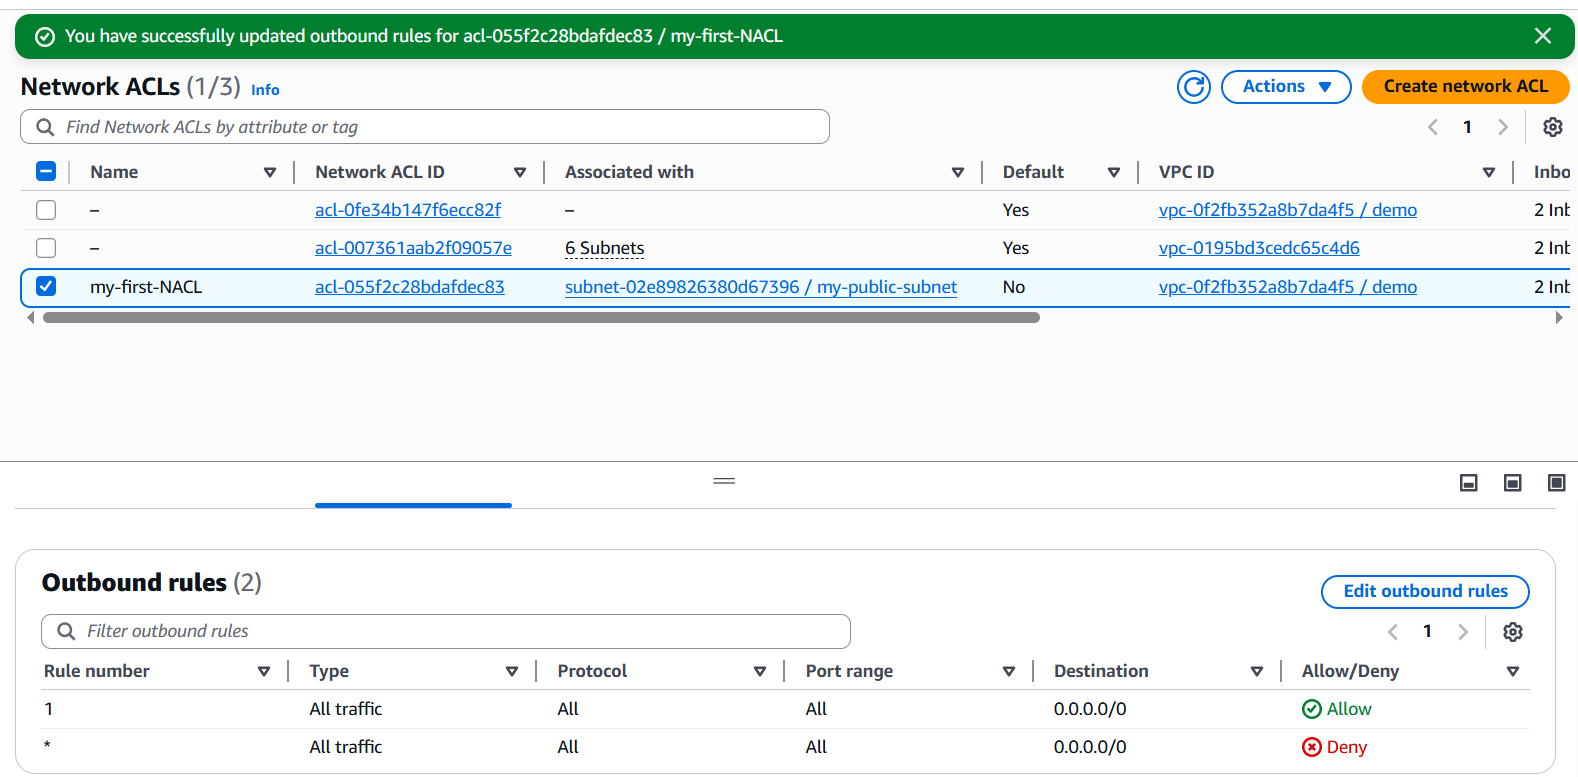 You have successfully updated outbound rules for acl-055f2c28bdafdec83 / my-first-NACL
Network ACLs (1/3) Info
Actions
Create network ACL
Find Network ACLs by attribute or tag
1
Name Network ACL ID Associated with Default VPC ID Inbo
– acl-0fe34b147f6ecc82f – Yes vpc-0f2fb352a8b7da4f5 / demo 2 Inb
– acl-007361aab2f09057e 6 Subnets Yes vpc-0195bd3cedc65c4d6 2 Inb
my-first-NACL acl-055f2c28bdafdec83 subnet-02e89826380d67396 / my-public-subnet No vpc-0f2fb352a8b7da4f5 / demo 2 Inb
Outbound rules (2)
Edit outbound rules
Filter outbound rules
1
Rule number Type Protocol Port range Destination Allow/Deny
1 All traffic All All 0.0.0.0/0 Allow
* All traffic All All 0.0.0.0/0 Deny